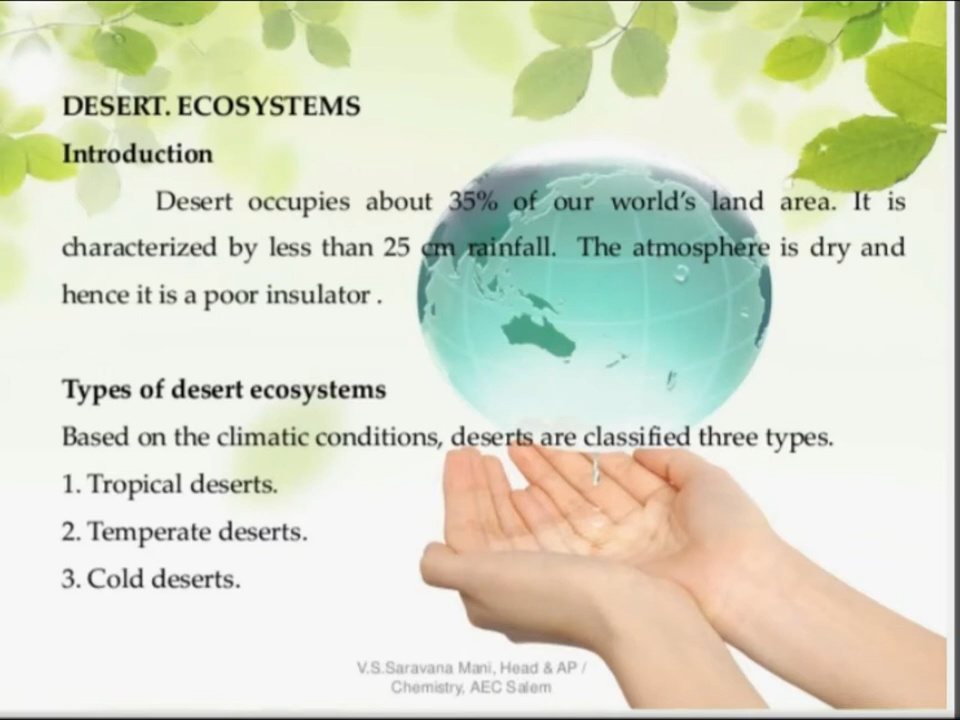 DESERT. ECOSYSTEMS
Introduction
Desert occupies about 35% of our world's land area. It is
characterized by less than 25 cm rainfall. The atmosphere is dry and
hence it is a poor insulator .
Types of desert ecosystems
Based on the climatic conditions, deserts are classified three types.
1. Tropical deserts.
2. Temperate deserts.
3. Cold deserts.
V.S.Saravana Mani, Head & AP /
Chemistry, AEC Salem